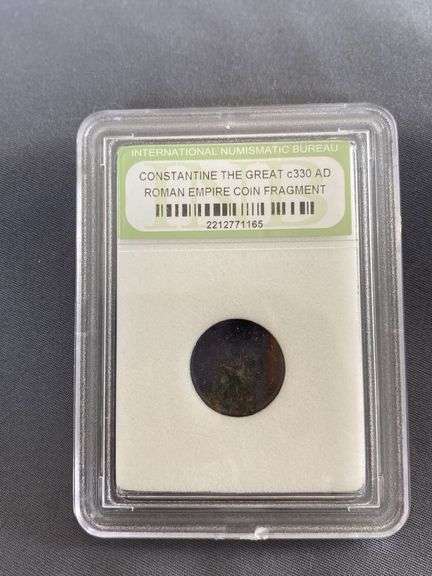 INTERNATIONAL NUMISMATIC BUREAU
CONSTANTINE THE GREAT c330 AD
ROMAN EMPIRE COIN FRAGMENT
2212771165